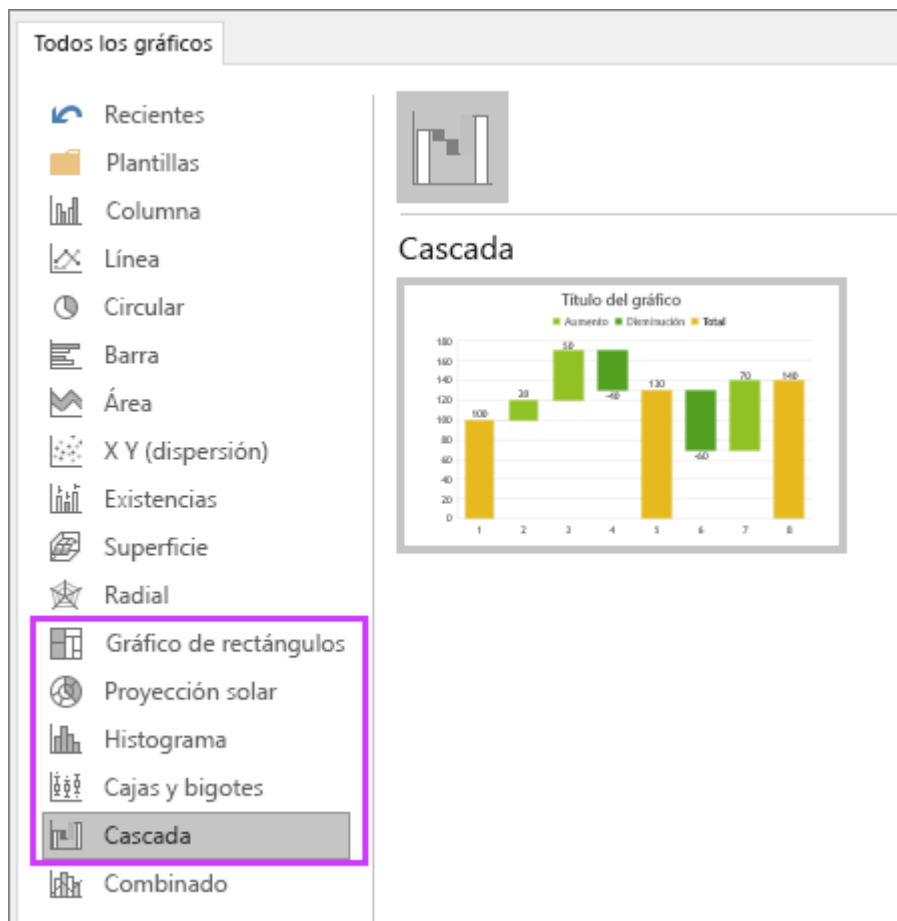 Todos los gráficos
Recientes
Plantillas
Columna
Línea
Circular
Barra
Área
X Y (dispersión)
Existencias
Superficie
Radial
Gráfico de rectángulos
Proyección solar
Histograma
Cajas y bigotes
Cascada
Combinado
Cascada
Título del gráfico
Aumento Disminución Total
180
160
140
120
100
80
60
40
20
0
100
20
50
-40
130
-60
70
140
1 2 3 4 5 6 7 8